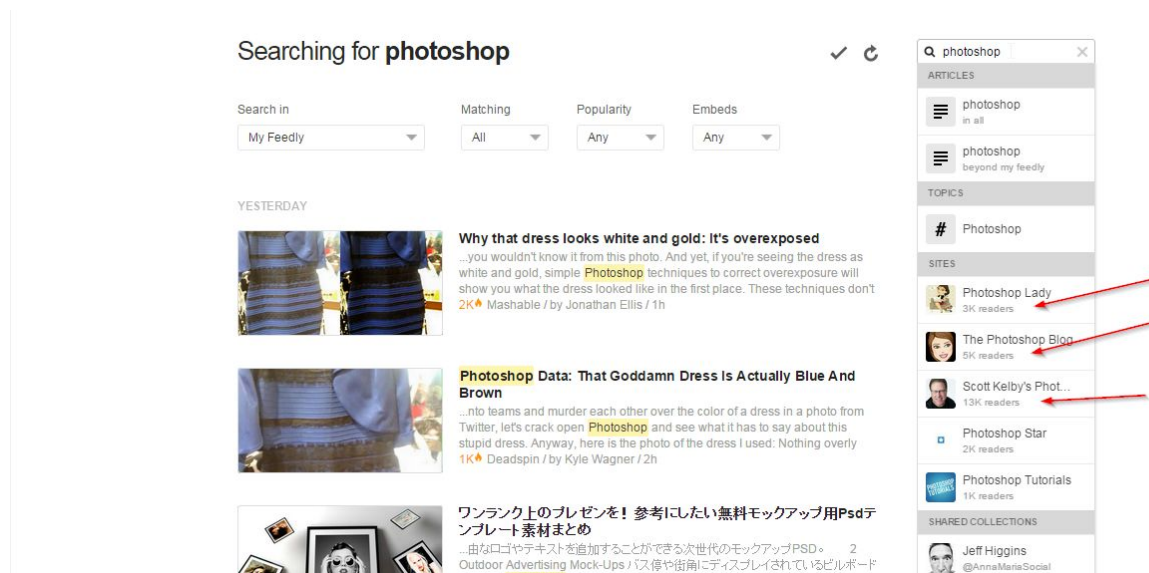 Searching for photoshop
Search in
Matching
Popularity
Embeds
My Feedly
All
Any
Any
YESTERDAY
Why that dress looks white and gold: It's overexposed
...you wouldn't know it from this photo. And yet, if you're seeing the dress as
white and gold, simple Photoshop techniques to correct overexposure will
show you what the dress looked like in the first place. These techniques don't
2K Mashable / by Jonathan Ellis / 1h
Photoshop Data: That Goddamn Dress Is Actually Blue And
Brown
...nto teams and murder each other over the color of a dress in a photo from
Twitter, let's crack open Photoshop and see what it has to say about this
stupid dress. Anyway, here is the photo of the dress I used: Nothing overly
1K Deadspin / by Kyle Wagner / 2h
ワンランク上のプレゼンを！参考にしたい無料モックアップ用Psdテ
ンプレート素材まとめ
...由なロゴやテキストを追加することができる次世代のモックアップPSD。 2
Outdoor Advertising Mock-Ups / バス停や街角にディスプレイされているビルボード
photoshop
ARTICLES
photoshop
in all
photoshop
beyond my feedly
TOPICS
# Photoshop
SITES
Photoshop Lady
3K readers
The Photoshop Blog
5K readers
Scott Kelby's Phot...
13K readers
Photoshop Star
2K readers
PHOTOSHOP
TUTORIALS
Photoshop Tutorials
1K readers
SHARED COLLECTIONS
Jeff Higgins
@AnnaMariaSocial